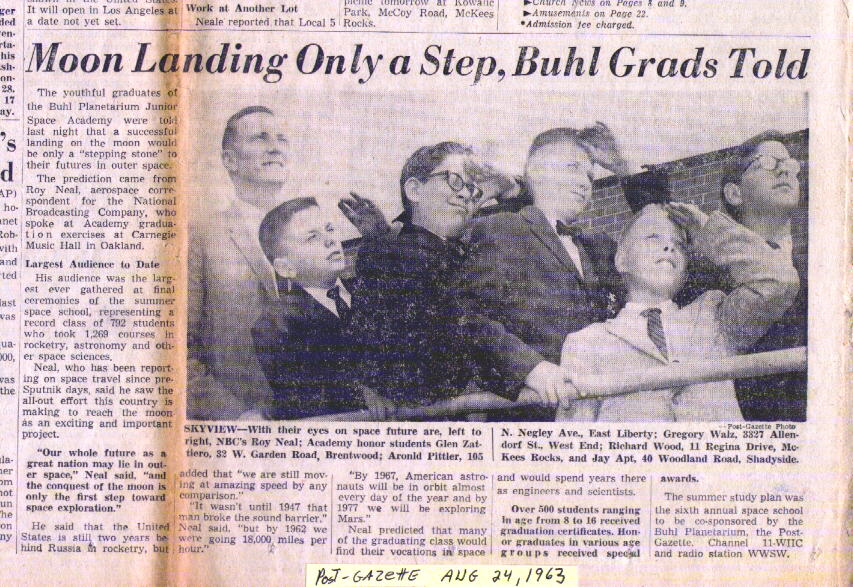 It will open in Los Angeles at
a date not yet set.
Work at Another Lot
Neale reported that Local 5
picnic tomorrow at Kowalic
Park, McCoy Road, McKees
Rocks.
►Church News on Pages 8 and 9.
►Amusements on Page 22.
*Admission fee charged.
Moon Landing Only a Step, Buhl Grads Told
The youthful graduates of
the Buhl Planetarium Junior
Space Academy were told
last night that a successful
landing on the moon would
be only a "stepping stone" to
their futures in outer space.
The prediction came from
Roy Neal, aerospace corre-
spondent for the National
Broadcasting Company, who
spoke at Academy gradua-
tion exercises at Carnegie
Music Hall in Oakland.
Largest Audience to Date
His audience was the larg-
est ever gathered at final
ceremonies of the summer
space school, representing a
record class of 792 students
who took 1,269 courses in
rocketry, astronomy and oth-
er space sciences.
Neal, who has been report-
ing on space travel since pre-
Sputnik days, said he saw the
all-out effort this country is
making to reach the moon
as an exciting and important
project.
"Our whole future as a
great nation may lie in out-
er space," Neal said, "and
the conquest of the moon is
only the first step toward
space exploration."
He said that the United
States is still two years be-
hind Russia in rocketry, but
--Post-Gazette Photo
SKYVIEW—With their eyes on space future are, left to
right, NBC's Roy Neal; Academy honor students Glen Zat-
tiero, 33 W. Garden Road, Brentwood; Aronld Pittler, 105
N. Negley Ave., East Liberty; Gregory Walz, 3327 Allen-
dorf St., West End; Richard Wood, 11 Regina Drive, Mc-
Kees Rocks, and Jay Apt, 40 Woodland Road, Shadyside.
added that "we are still mov-
ing at amazing speed by any
comparison."
"It wasn't until 1947 that
man broke the sound barrier,"
Neal said, "but by 1962 we
were going 18,000 miles per
hour."
"By 1967, American astro-
nauts will be in orbit almost
every day of the year and by
1977 we will be exploring
Mars."
Neal predicted that many
of the graduating class would
find their vocations in space
and would spend years there
as engineers and scientists.
Over 500 students ranging
in age from 8 to 16 received
graduation certificates. Hon-
or graduates in various age
groups received special
awards.
The summer study plan was
the sixth annual space school
to be co-sponsored by the
Buhl Planetarium, the Post-
Gazette, Channel 11-WIIC
and radio station WWSW.
POST-GAZETTE AUG 24, 1963